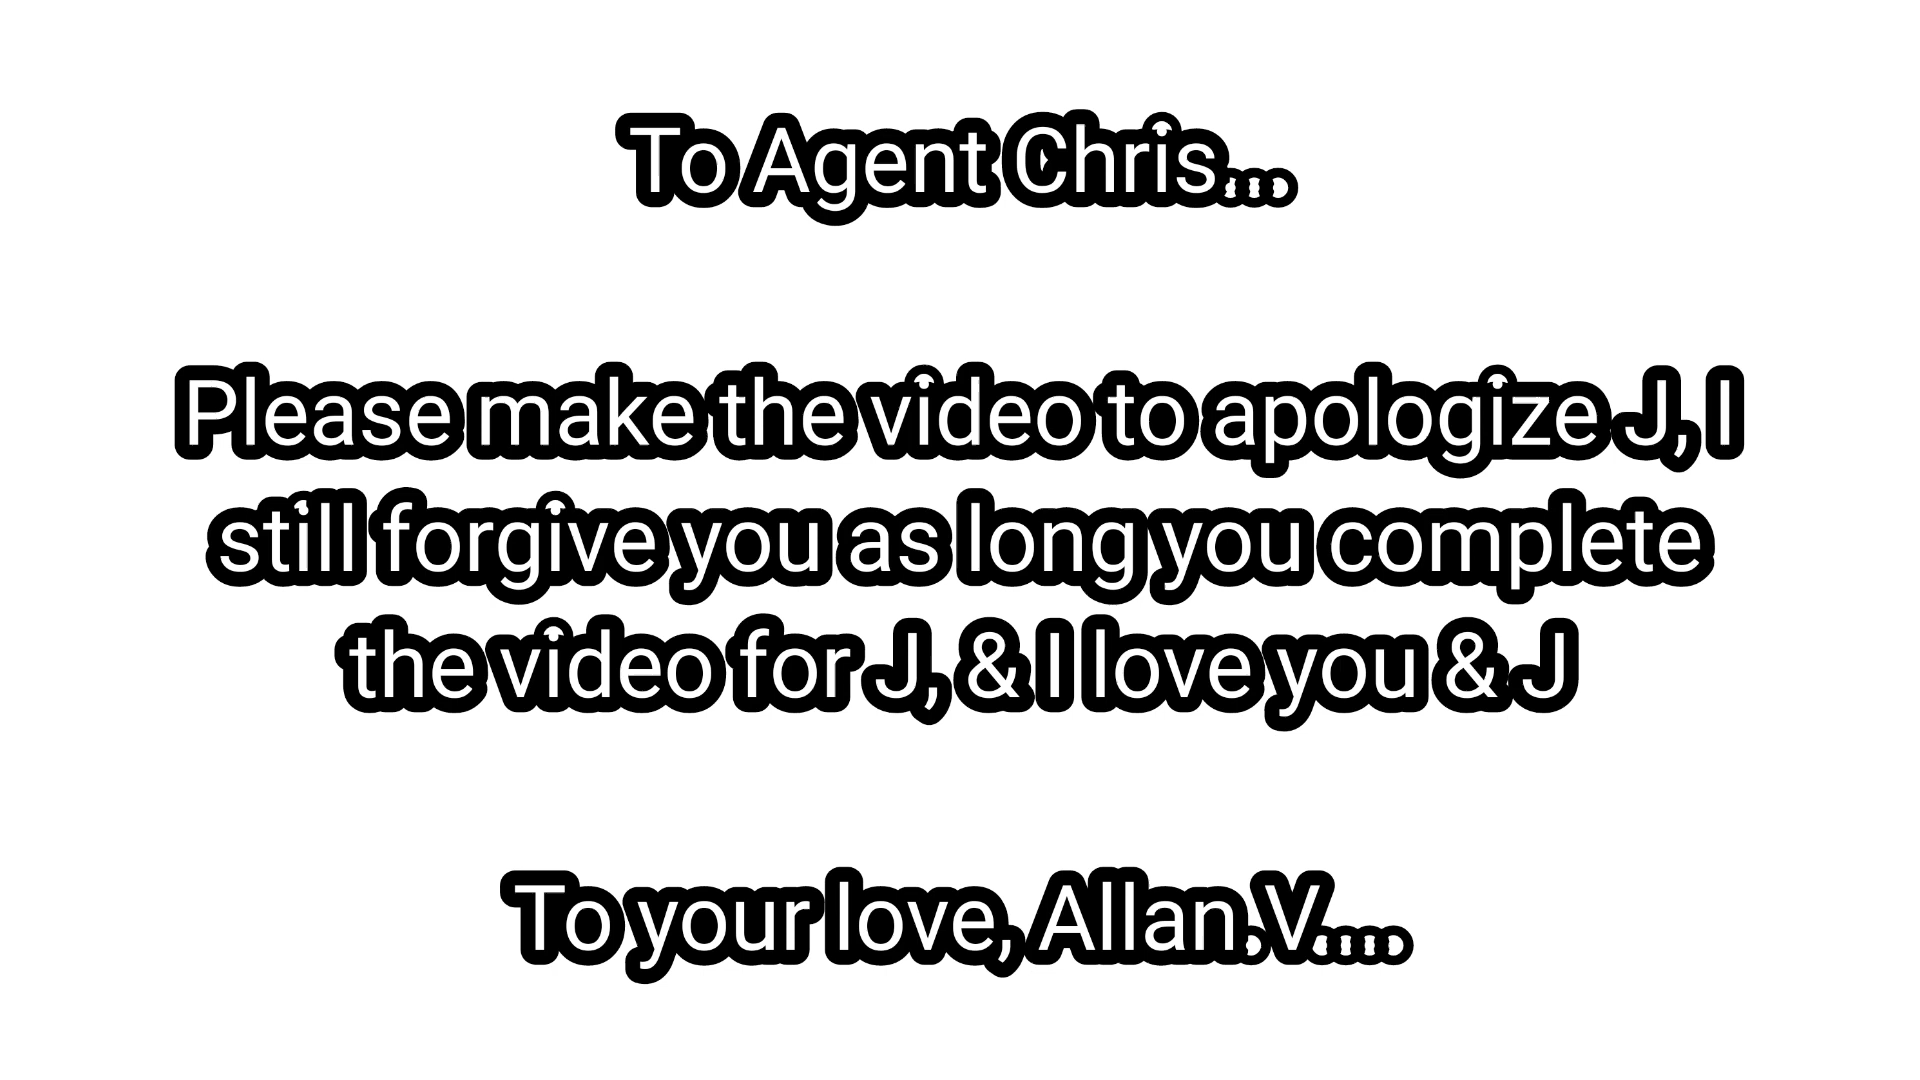 To Agent Chris...
Please make the video to apologize J, I
still forgive you as long you complete
the video for J, & I love you & J
To your love, Allan.V....